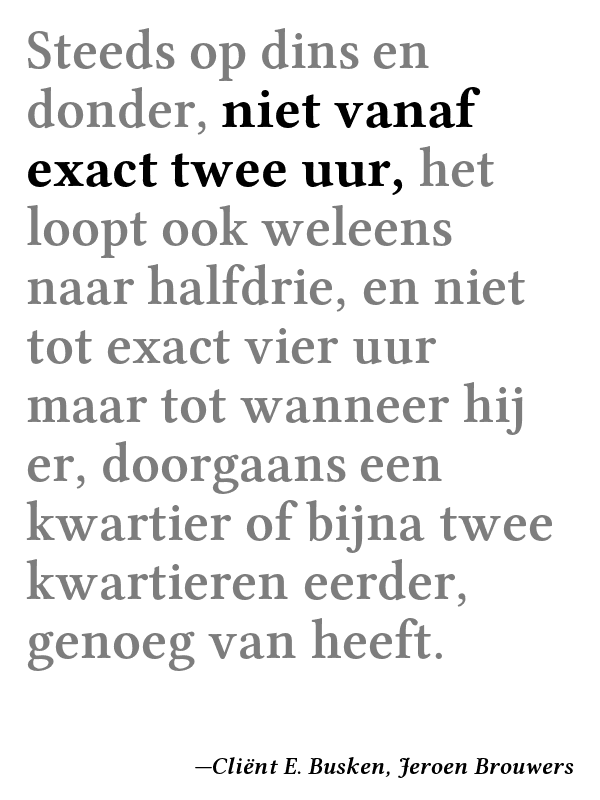 Steeds op dins en
donder, niet vanaf
exact twee uur, het
loopt ook weleens
naar halfdrie, en niet
tot exact vier uur
maar tot wanneer hij
er, doorgaans een
kwartier of bijna twee
kwartieren eerder,
genoeg van heeft.
—Cliënt E. Busken, Jeroen Brouwers